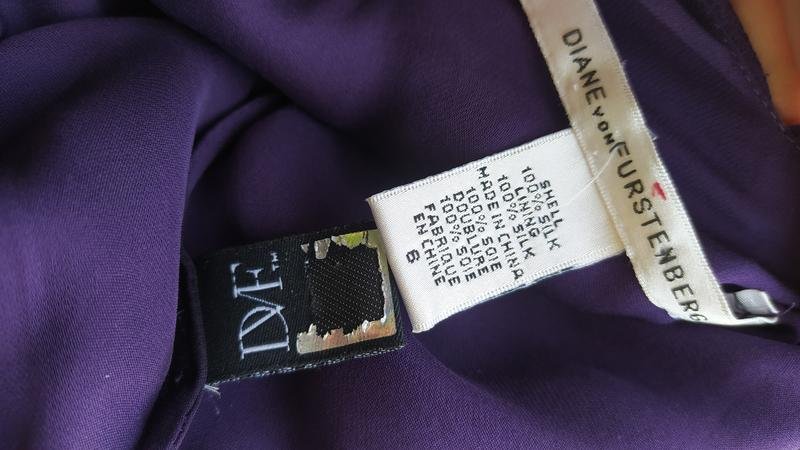 DIANE VON FURSTENBERG
SHELL
100% SILK
LINING
100% SILK
MADE IN CHINA
100% SOIE
DOUBLURE
100% SOIE
FABRIQUE
EN CHINE
6
DVF